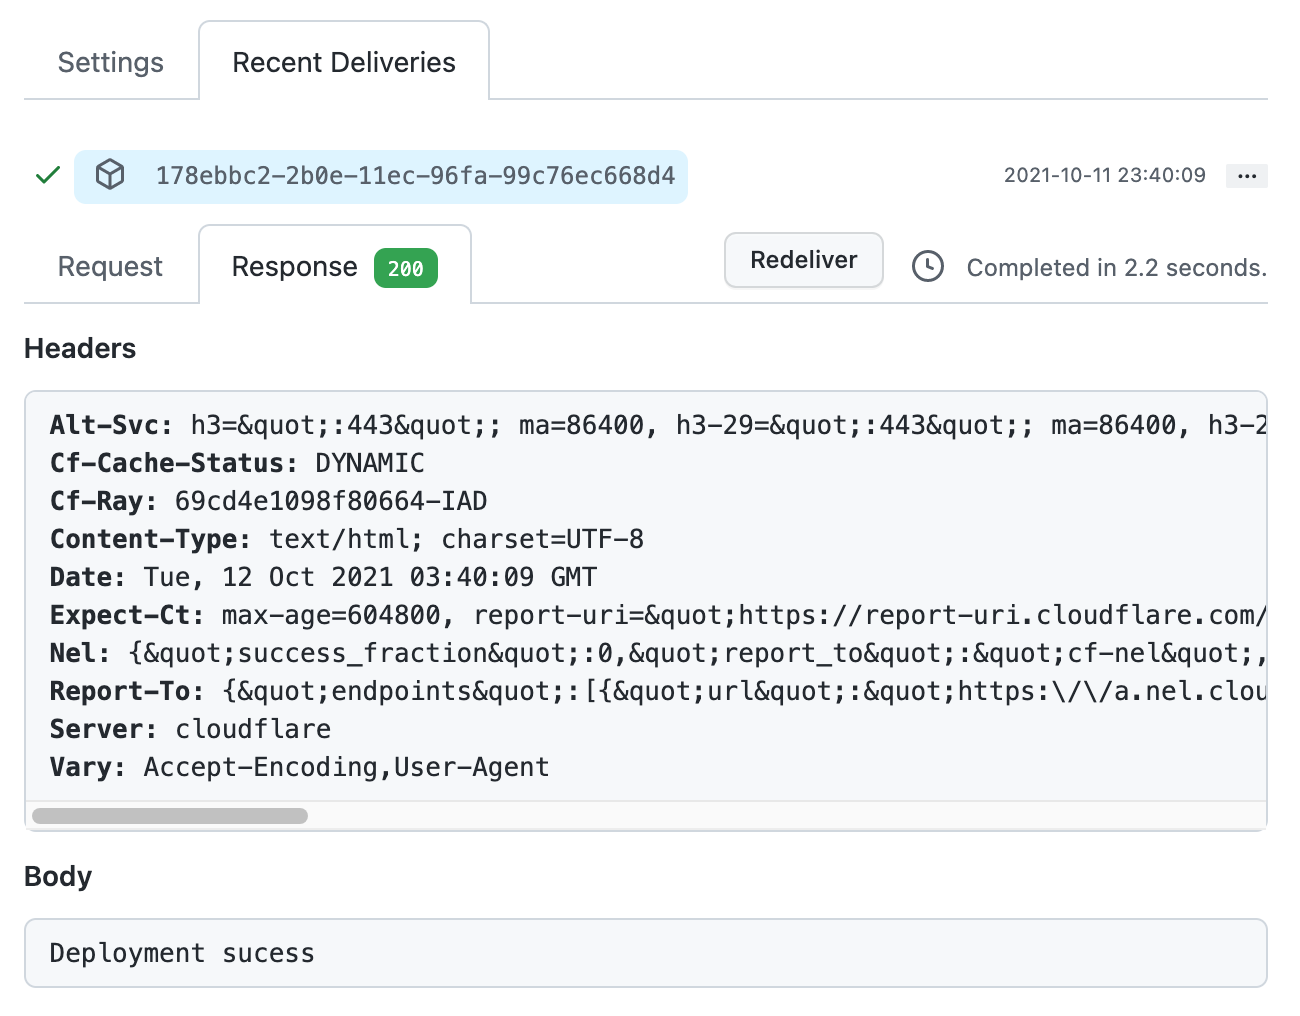 Settings Recent Deliveries
178ebbc2-2b0e-11ec-96fa-99c76ec668d4 2021-10-11 23:40:09 ...
Request Response 200 Redeliver Completed in 2.2 seconds.
Headers
Alt-Svc: h3=&quot;:443&quot;; ma=86400, h3-29=&quot;:443&quot;; ma=86400, h3-2
Cf-Cache-Status: DYNAMIC
Cf-Ray: 69cd4e1098f80664-IAD
Content-Type: text/html; charset=UTF-8
Date: Tue, 12 Oct 2021 03:40:09 GMT
Expect-Ct: max-age=604800, report-uri=&quot;https://report-uri.cloudflare.com/
Nel: {&quot;success_fraction&quot;:0,&quot;report_to&quot;:&quot;cf-nel&quot;,
Report-To: {&quot;endpoints&quot;:[{&quot;url&quot;:&quot;https:\/\/a.nel.clou
Server: cloudflare
Vary: Accept-Encoding,User-Agent
Body
Deployment sucess